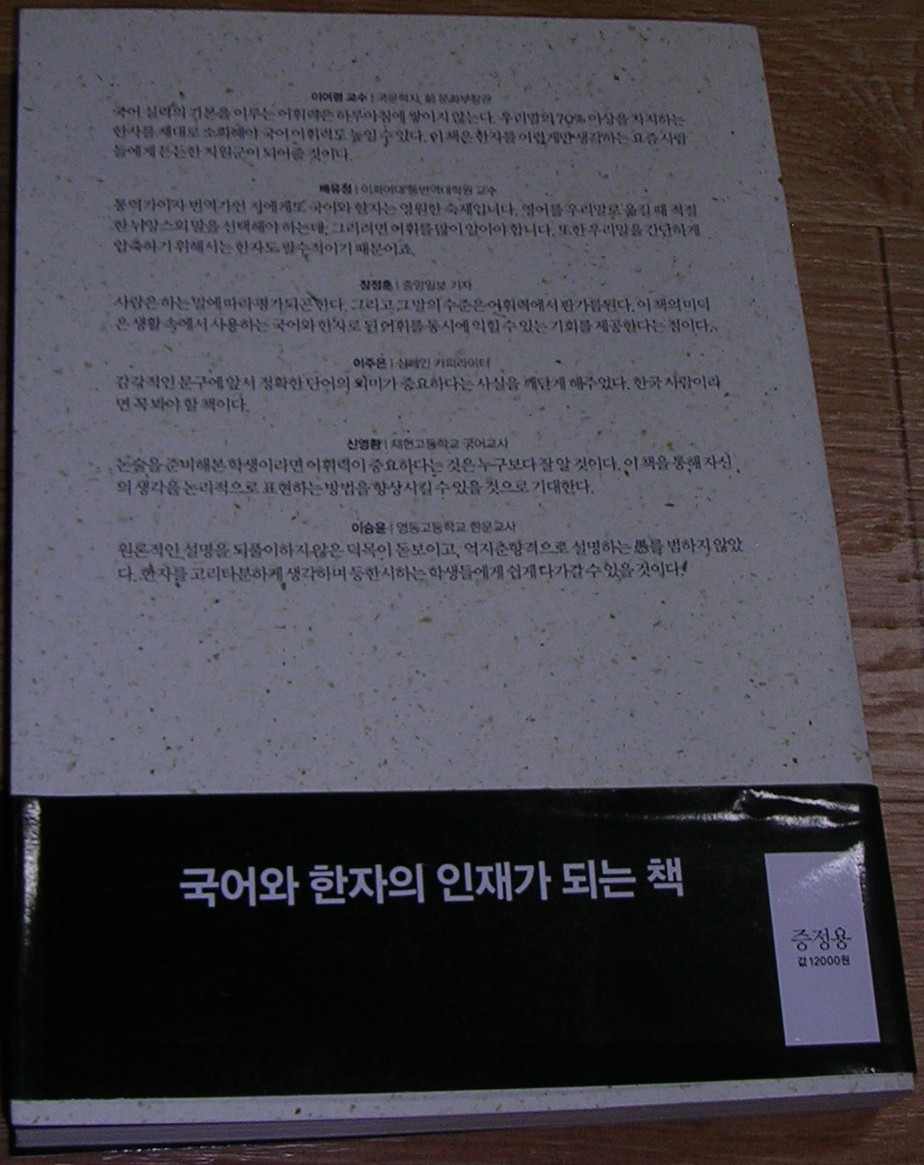 이어령 교수 | 국문학자, 前 문화부장관
국어 실력의 기본을 이루는 어휘력은 하루아침에 쌓이지 않는다. 우리말의 70% 이상을 차지하는
한자를 제대로 소화해야 국어 어휘력도 높일 수 있다. 이 책은 한자를 어렵게만 생각하는 요즘 사람
들에게 든든한 지원군이 되어줄 것이다.
배유정 | 이화여대 통번역대학원 교수
통역가이자 번역가인 저에게도 국어와 한자는 영원한 숙제입니다. 영어를 우리말로 옮길 때 적절
한 뉘앙스의 말을 선택해야 하는데, 그러려면 어휘를 많이 알아야 합니다. 또한 우리말을 간단하게
압축하기 위해서는 한자도 필수적이기 때문이죠.
장정훈 | 중앙일보 기자
사람은 하는 말에 따라 평가되곤 한다. 그리고 그 말의 수준은 어휘력에서 판가름된다. 이 책의 미덕
은 생활 속에서 사용하는 국어와 한자로 된 어휘를 동시에 익힐 수 있는 기회를 제공한다는 점이다.
이주은 | 심페인 카피라이터
감각적인 문구에 앞서 정확한 단어의 의미가 중요하다는 사실을 깨닫게 해주었다. 한국 사람이라
면 꼭 봐야 할 책이다.
신영환 | 재현고등학교 국어교사
논술을 준비해본 학생이라면 어휘력이 중요하다는 것은 누구보다 잘 알 것이다. 이 책을 통해 자신
의 생각을 논리적으로 표현하는 방법을 향상시킬 수 있을 것으로 기대한다.
이승윤 | 영동고등학교 한문교사
원론적인 설명을 되풀이하지 않은 덕목이 돋보이고, 억지춘향격으로 설명하는 愚를 범하지 않았
다. 한자를 고리타분하게 생각하며 등한시하는 학생들에게 쉽게 다가갈 수 있을 것이다!
국어와 한자의 인재가 되는 책
증정용
값 12000원